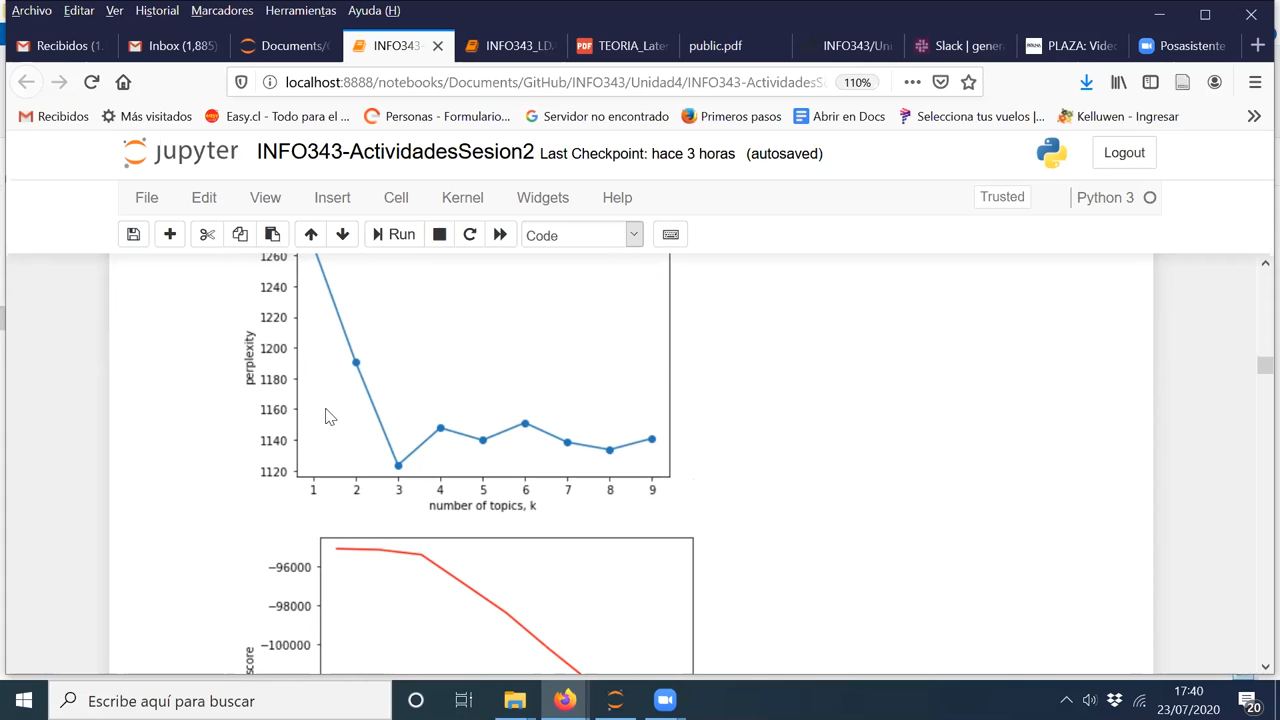 Archivo Editar Ver Historial Marcadores Herramientas Ayuda (H)
Recibidos (1. Inbox (1,885) Documents/ INFO343- INFO343_LD. TEORIA_Late public.pdf INFO343/Uni Slack | gener PLAZA: Vide Posasistente
localhost:8888/notebooks/Documents/GitHub/INFO343/Unidad4/INFO343-ActividadesS 110%
Recibidos Más visitados Easy.cl - Todo para el ... Personas - Formulario... Servidor no encontrado Primeros pasos Abrir en Docs Selecciona tus vuelos |... Kelluwen - Ingresar
jupyter INFO343-ActividadesSesion2 Last Checkpoint: hace 3 horas (autosaved) Logout
File Edit View Insert Cell Kernel Widgets Help Trusted Python 3
Run Code
1260
1240
1220
1200
1180
1160
1140
1120
perplexity
1 2 3 4 5 6 7 8 9
number of topics, k
−96000
−98000
−100000
score
Escribe aquí para buscar
17:40
23/07/2020
20